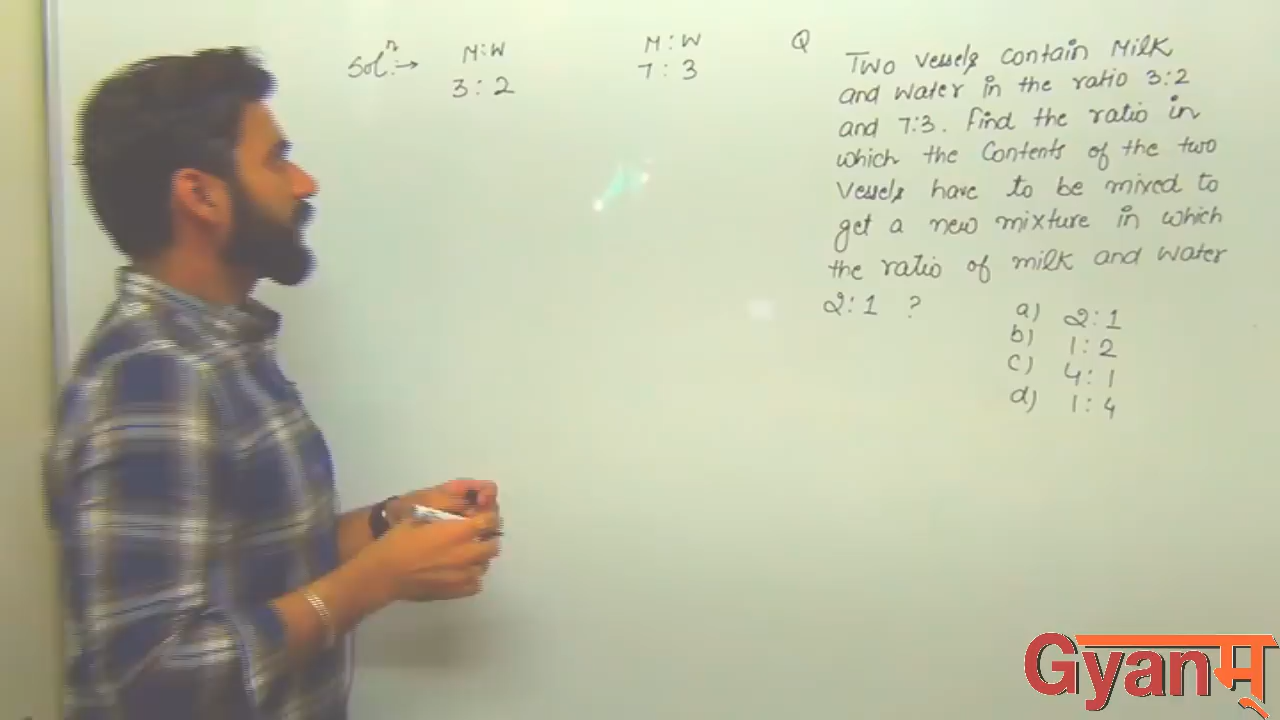 Solⁿ:→
M:W
3:2
M:W
7:3
Q
Two vessels contain Milk
and water in the ratio 3:2
and 7:3. Find the ratio in
which the Contents of the two
vessels have to be mixed to
get a new mixture in which
the ratio of milk and water
2:1 ?
a) 2:1
b) 1:2
c) 4:1
d) 1:4
Gyanम्